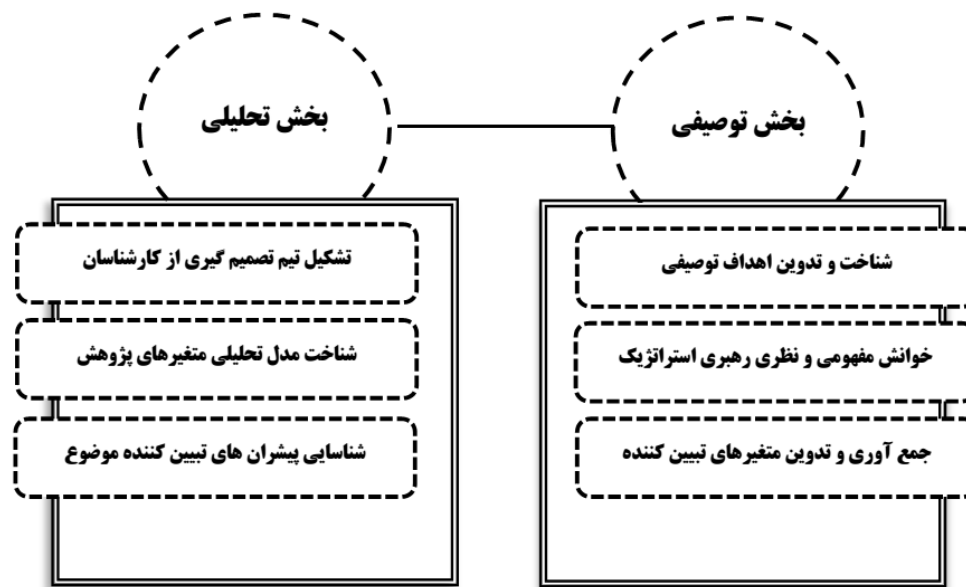 بخش توصیفی
شناخت و تدوین اهداف توصیفی
خوانش مفهومی و نظری رهبری استراتژیک
جمع آوری و تدوین متغیرهای تبیین کننده
بخش تحلیلی
تشکیل تیم تصمیم گیری از کارشناسان
شناخت مدل تحلیلی متغیرهای پژوهش
شناسایی پیشران های تبیین کننده موضوع